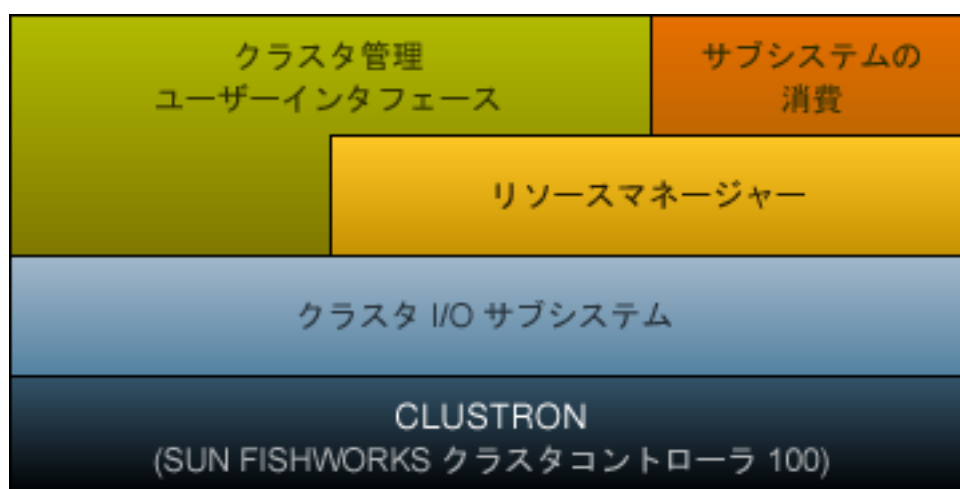 クラスタ管理
ユーザーインタフェース
サブシステムの
消費
リソースマネージャー
クラスタ I/O サブシステム
CLUSTRON
(SUN FISHWORKS クラスタコントローラ 100)